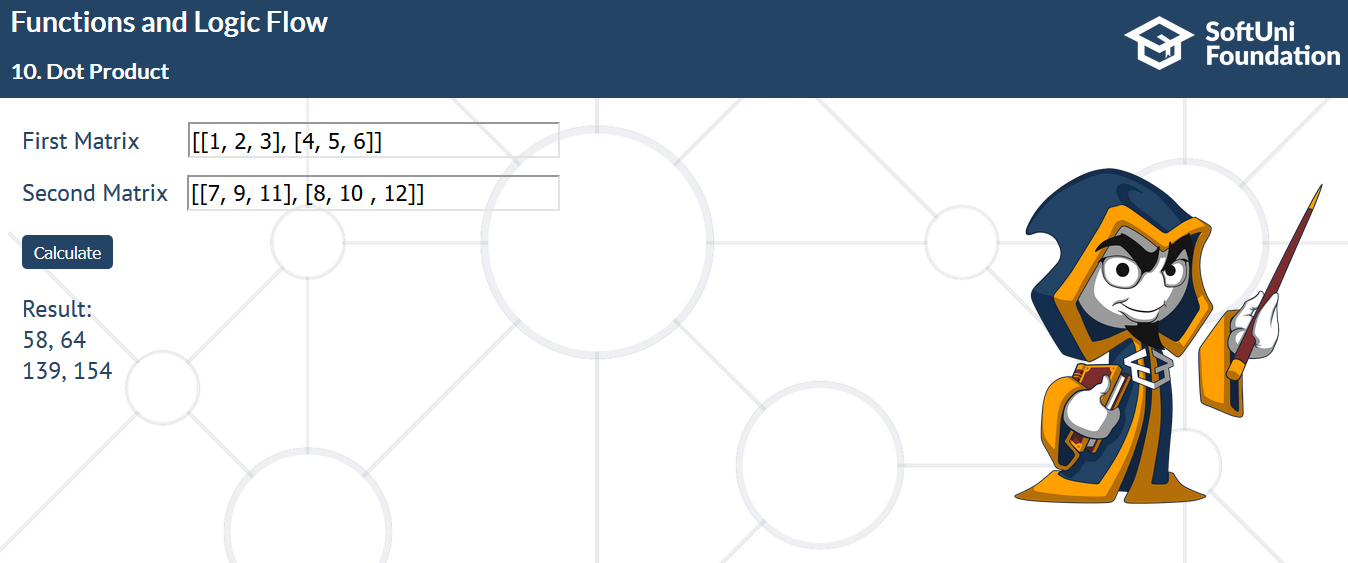 Functions and Logic Flow
10. Dot Product
SoftUni
Foundation
First Matrix [[1, 2, 3], [4, 5, 6]]
Second Matrix [[7, 9, 11], [8, 10 , 12]]
Calculate
Result:
58, 64
139, 154